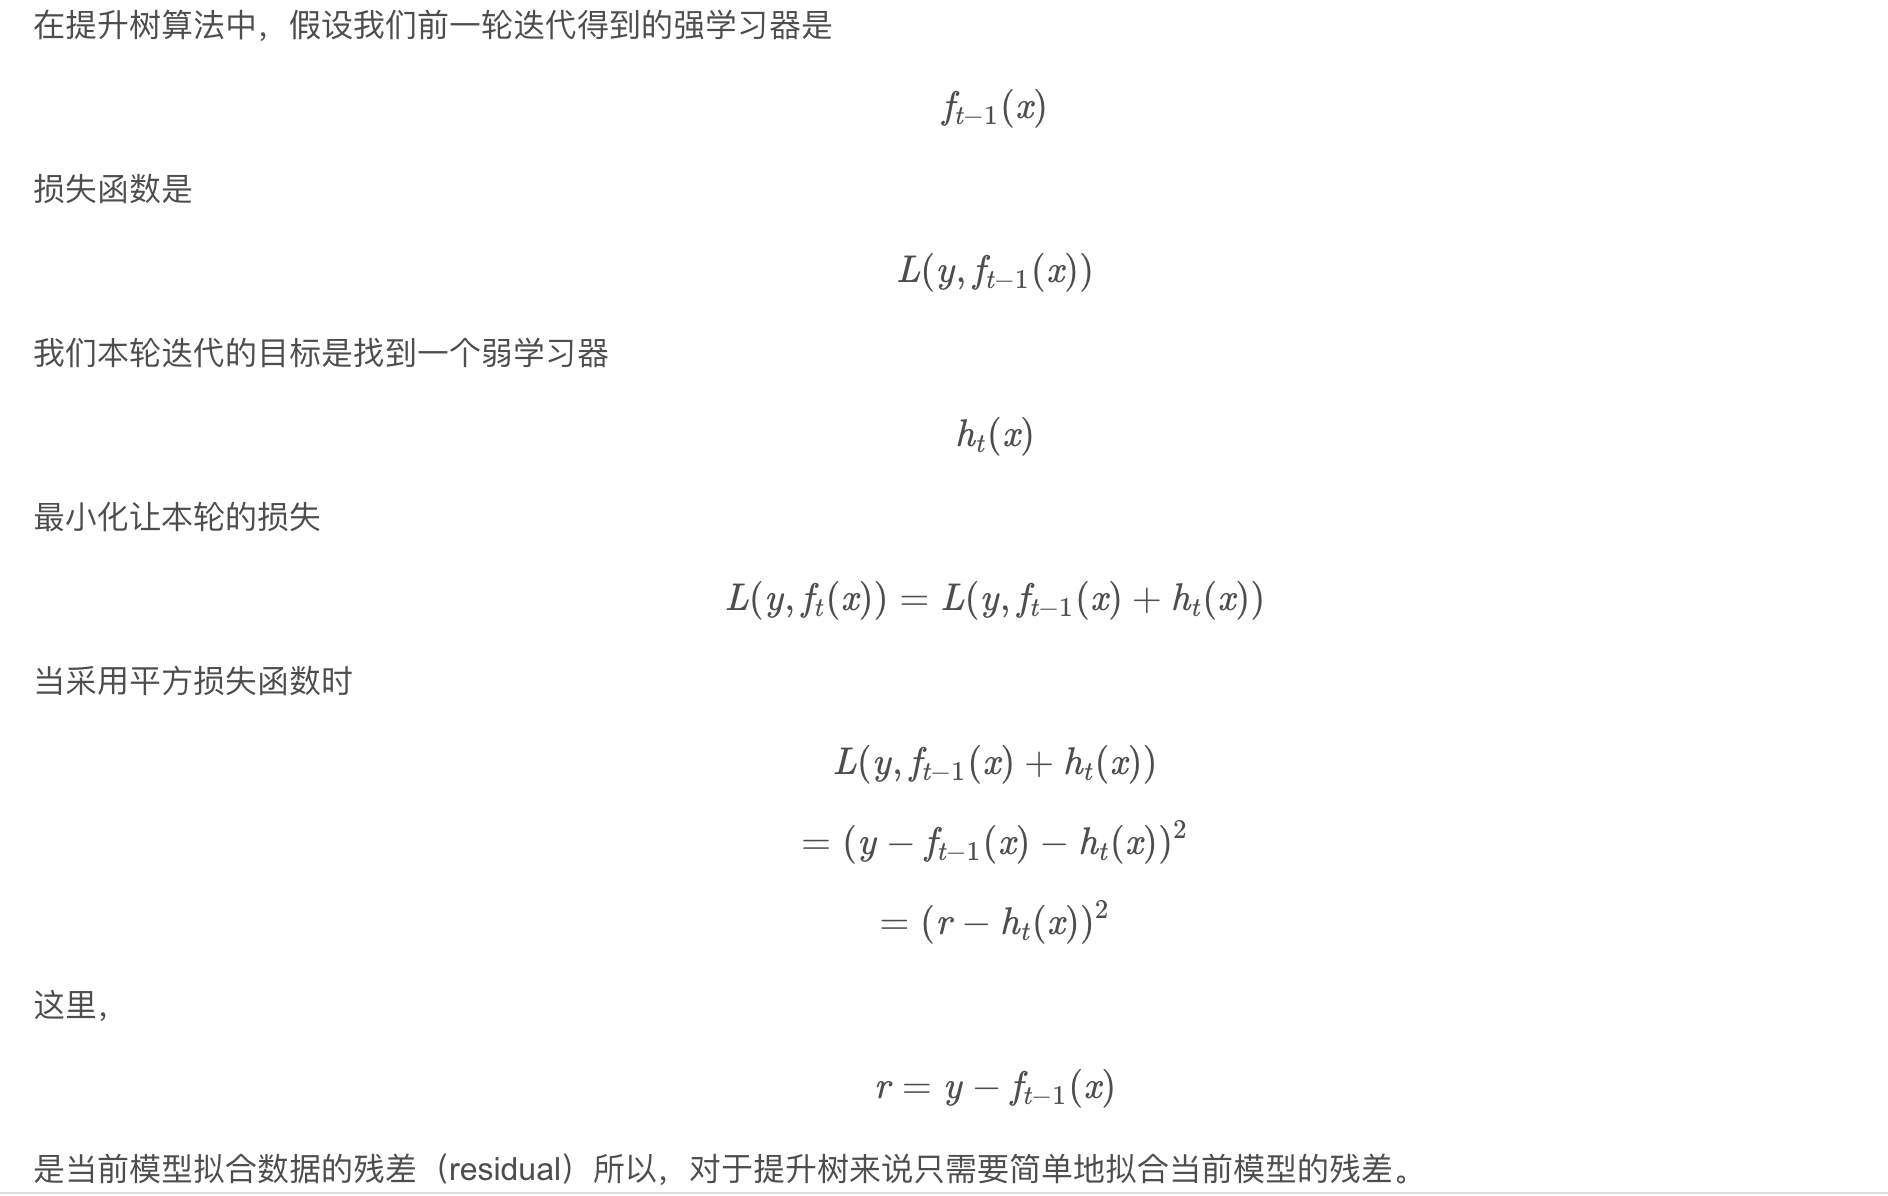 在提升树算法中，假设我们前一轮迭代得到的强学习器是
f_{t−1}(x)
损失函数是
L(y, f_{t−1}(x))
我们本轮迭代的目标是找到一个弱学习器
h_t(x)
最小化让本轮的损失
L(y, f_t(x)) = L(y, f_{t−1}(x) + h_t(x))
当采用平方损失函数时
L(y, f_{t−1}(x) + h_t(x))
= (y − f_{t−1}(x) − h_t(x))^2
= (r − h_t(x))^2
这里，
r = y − f_{t−1}(x)
是当前模型拟合数据的残差（residual）所以，对于提升树来说只需要简单地拟合当前模型的残差。